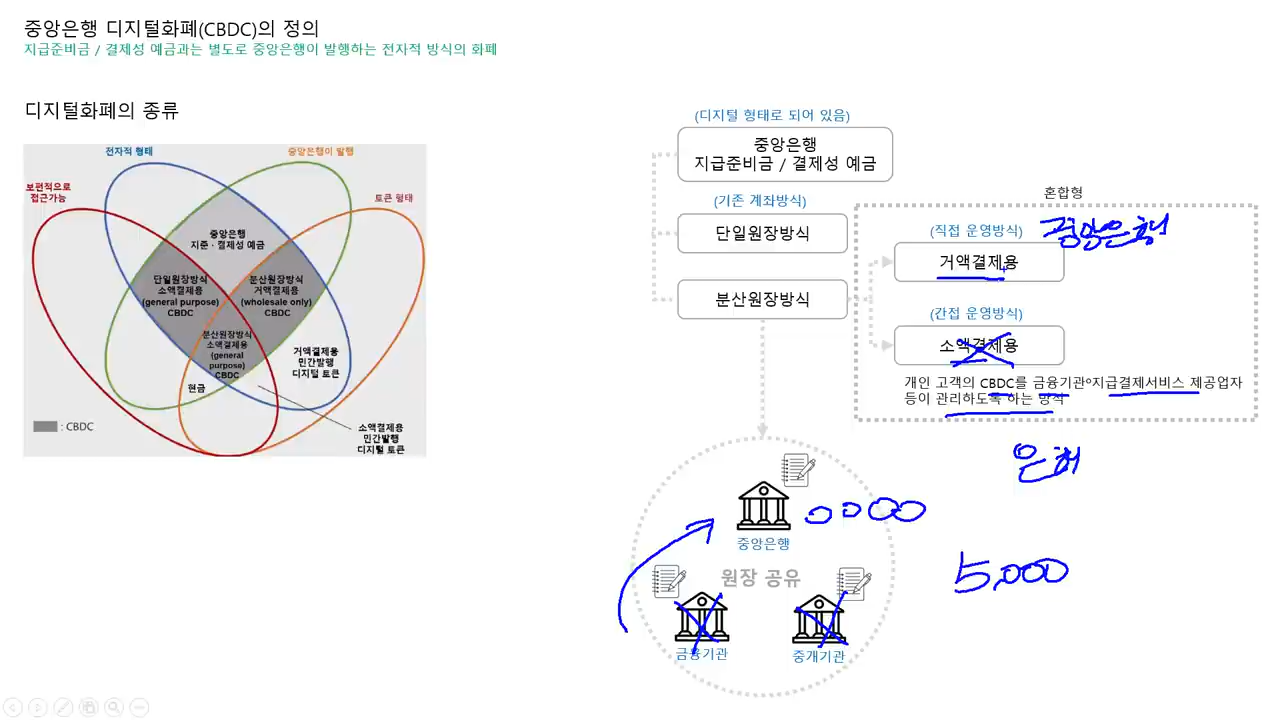 중앙은행 디지털화폐(CBDC)의 정의
지급준비금 / 결제성 예금과는 별도로 중앙은행이 발행하는 전자적 방식의 화폐
디지털화폐의 종류
전자적 형태
중앙은행이 발행
보편적으로
접근가능
토큰 형태
중앙은행
지준 · 결제성 예금
단일원장방식
소액결제용
(general purpose)
CBDC
분산원장방식
거액결제용
(wholesale only)
CBDC
분산원장방식
소액결제용
(general
purpose)
CBDC
거액결제용
민간발행
디지털 토큰
현금
소액결제용
민간발행
디지털 토큰
: CBDC
(디지털 형태로 되어 있음)
중앙은행
지급준비금 / 결제성 예금
(기존 계좌방식)
단일원장방식
분산원장방식
혼합형
(직접 운영방식)
중앙은행
거액결제용
(간접 운영방식)
소액결제용
개인 고객의 CBDC를 금융기관º지급결제서비스 제공업자
등이 관리하도록 하는 방식
은행
중앙은행
0000
원장 공유
5,000
금융기관
중개기관